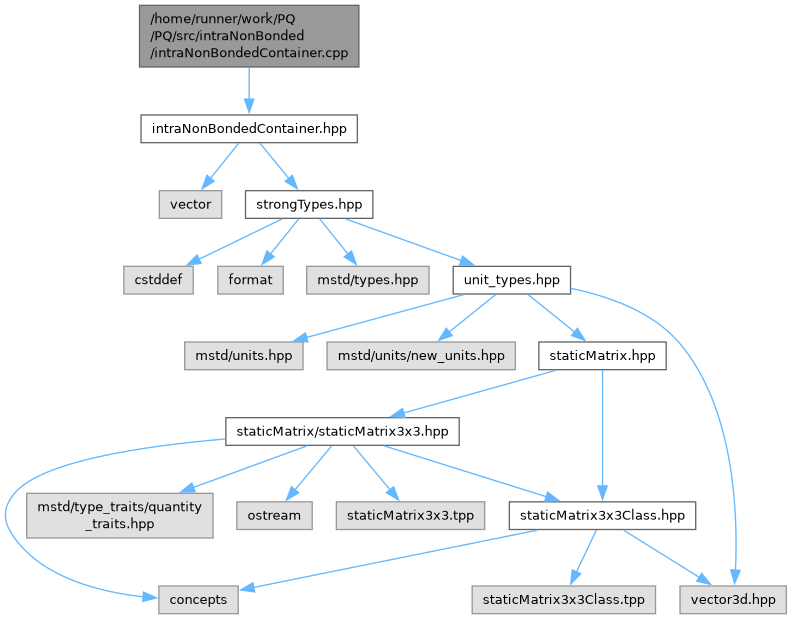 /home/runner/work/PQ
/PQ/src/intraNonBonded
/intraNonBondedContainer.cpp
intraNonBondedContainer.hpp
vector
strongTypes.hpp
cstddef
format
mstd/types.hpp
unit_types.hpp
mstd/units.hpp
mstd/units/new_units.hpp
staticMatrix.hpp
staticMatrix/staticMatrix3x3.hpp
mstd/type_traits/quantity
_traits.hpp
ostream
staticMatrix3x3.tpp
staticMatrix3x3Class.hpp
concepts
staticMatrix3x3Class.tpp
vector3d.hpp